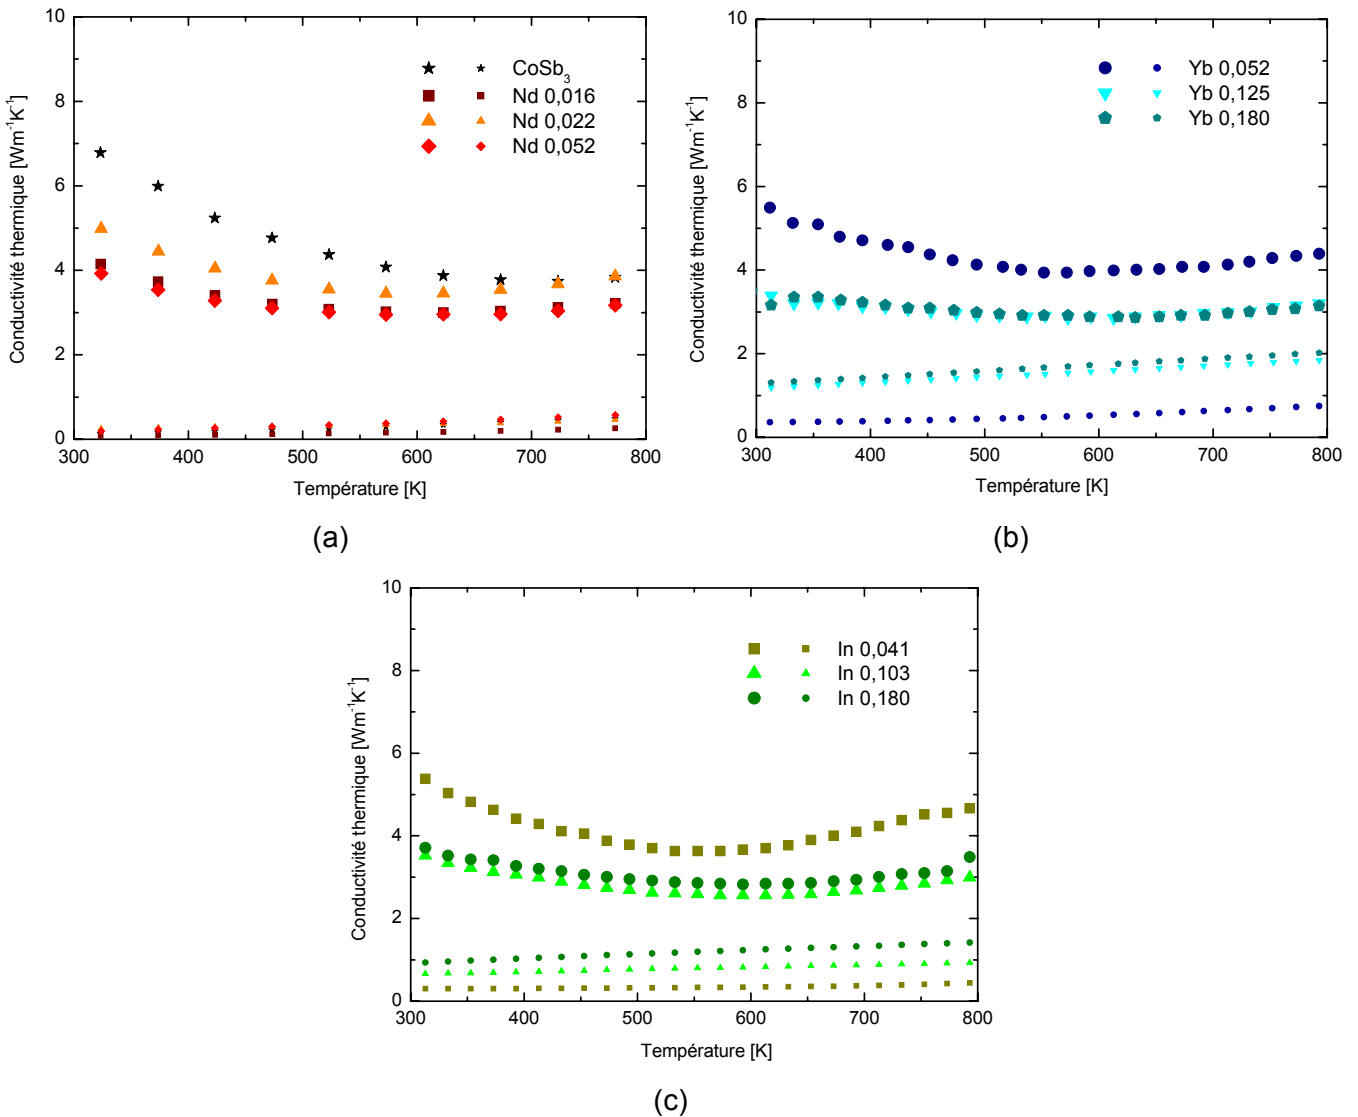 10
8
6
4
2
0
300
400
500
600
700
800
Conductivité thermique [Wm⁻¹K⁻¹]
Température [K]
CoSb₃
Nd 0,016
Nd 0,022
Nd 0,052
(a)
10
8
6
4
2
0
300
400
500
600
700
800
Conductivité thermique [Wm⁻¹K⁻¹]
Température [K]
Yb 0,052
Yb 0,125
Yb 0,180
(b)
10
8
6
4
2
0
300
400
500
600
700
800
Conductivité thermique [Wm⁻¹K⁻¹]
Température [K]
In 0,041
In 0,103
In 0,180
(c)